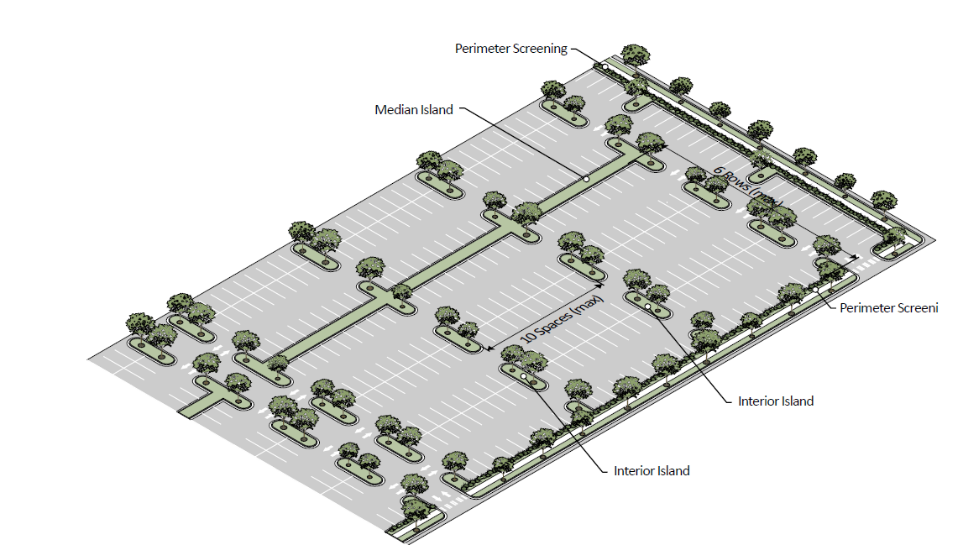 Perimeter Screening
Median Island
6 Rows (max)
10 Spaces (max)
Perimeter Screeni
Interior Island
Interior Island